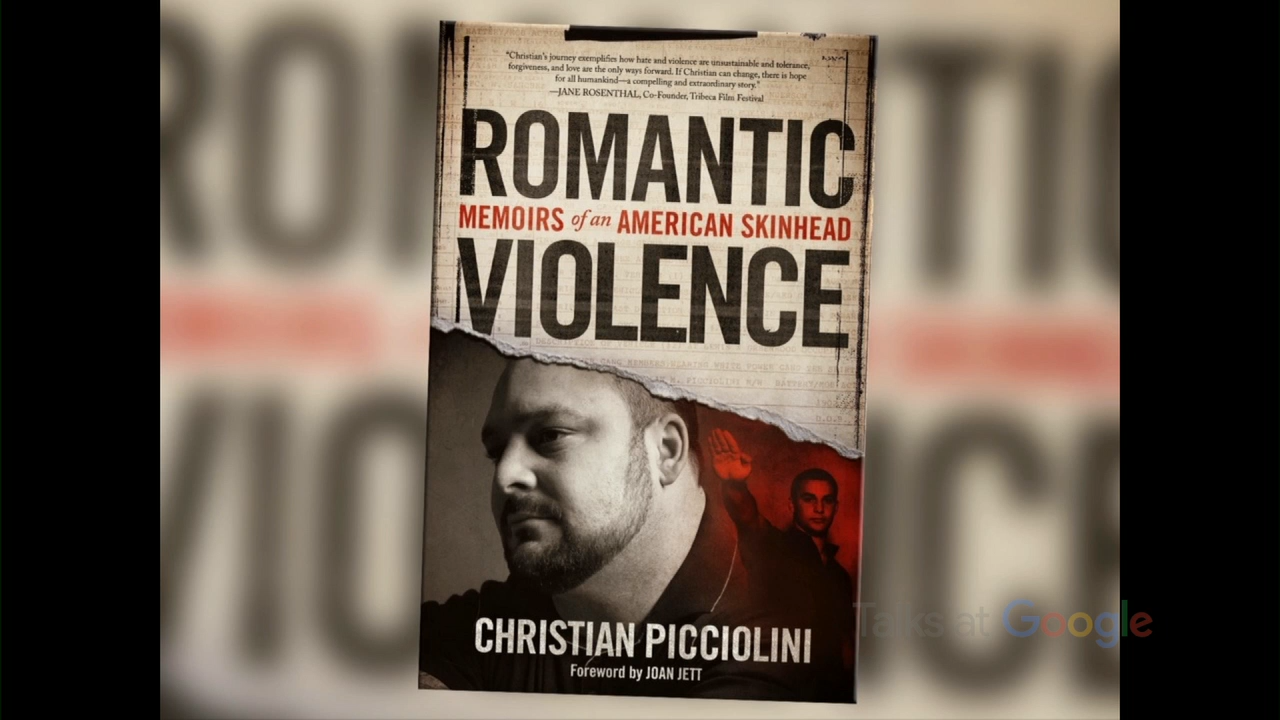 "Christian's journey exemplifies how hate and violence are unsustainable and tolerance,
forgiveness, and love are the only ways forward. If Christian can change, there is hope
for all humankind—a compelling and extraordinary story."
—JANE ROSENTHAL, Co-Founder, Tribeca Film Festival
ROMANTIC
MEMOIRS of an AMERICAN SKINHEAD
VIOLENCE
PICCIOLINI
CHRISTIAN PICCIOLINI
Foreword by JOAN JETT
Talks at Google